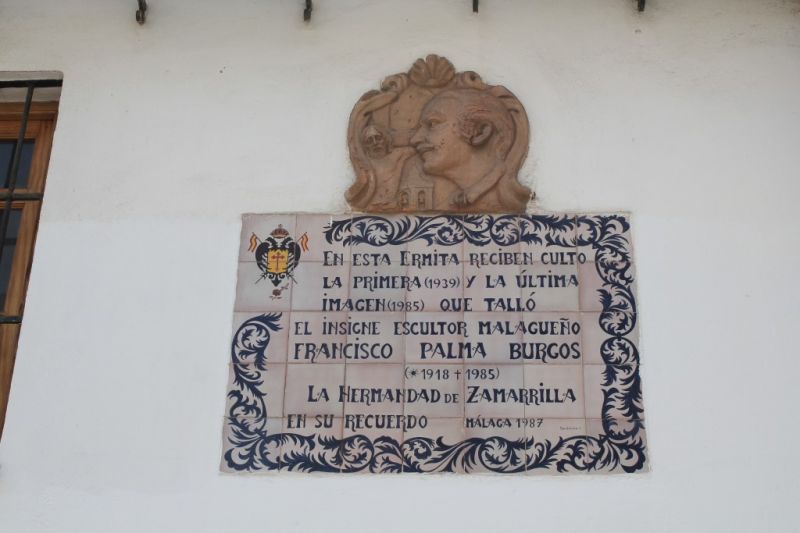 EN ESTA ERMITA RECIBEN CULTO
LA PRIMERA (1939) Y LA ÚLTIMA
IMAGEN (1985) QUE TALLÓ
EL INSIGNE ESCULTOR MALAGUEÑO
FRANCISCO PALMA BURGOS
(*1918 † 1985)
LA HERMANDAD DE ZAMARRILLA
EN SU RECUERDO MÁLAGA 1987